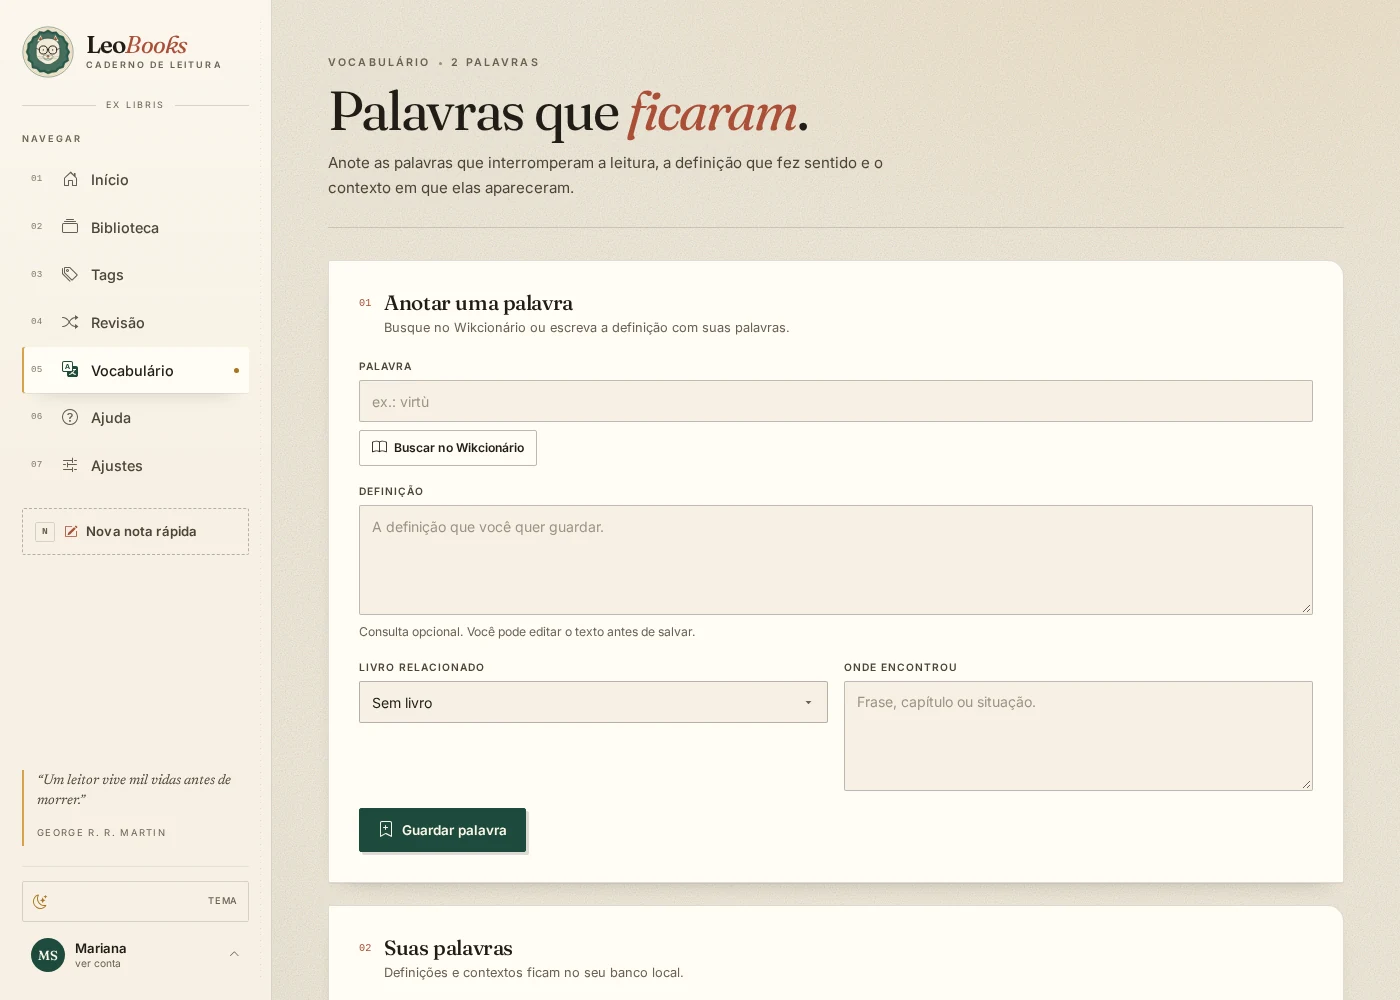 LeoBooks
CADERNO DE LEITURA
EX LIBRIS
NAVEGAR
01 Início
02 Biblioteca
03 Tags
04 Revisão
05 Vocabulário
06 Ajuda
07 Ajustes
N Nova nota rápida
“Um leitor vive mil vidas antes de
morrer.”
GEORGE R. R. MARTIN
TEMA
MS Mariana
ver conta
VOCABULÁRIO • 2 PALAVRAS
Palavras que ficaram.
Anote as palavras que interromperam a leitura, a definição que fez sentido e o
contexto em que elas apareceram.
01 Anotar uma palavra
Busque no Wikcionário ou escreva a definição com suas palavras.
PALAVRA
ex.: virtù
Buscar no Wikcionário
DEFINIÇÃO
A definição que você quer guardar.
Consulta opcional. Você pode editar o texto antes de salvar.
LIVRO RELACIONADO
Sem livro
ONDE ENCONTROU
Frase, capítulo ou situação.
Guardar palavra
02 Suas palavras
Definições e contextos ficam no seu banco local.